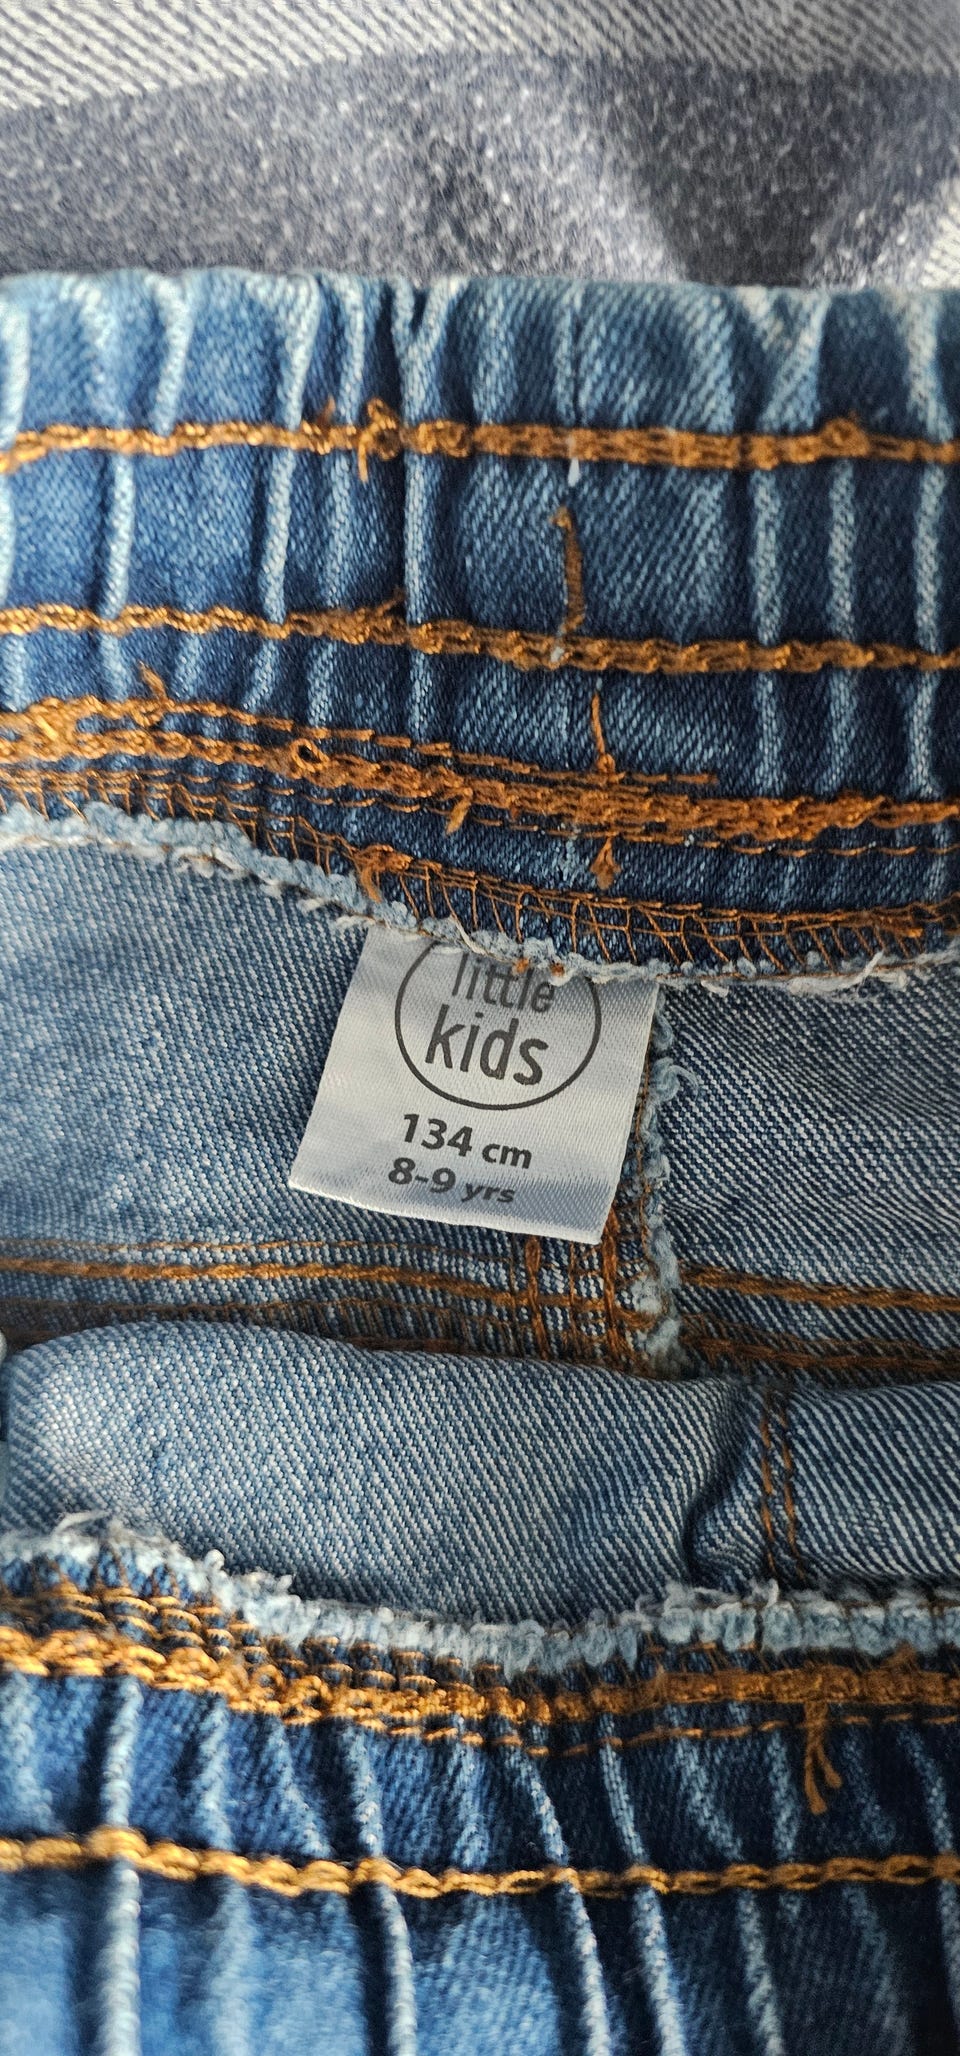 little
kids
134 cm
8-9 yrs